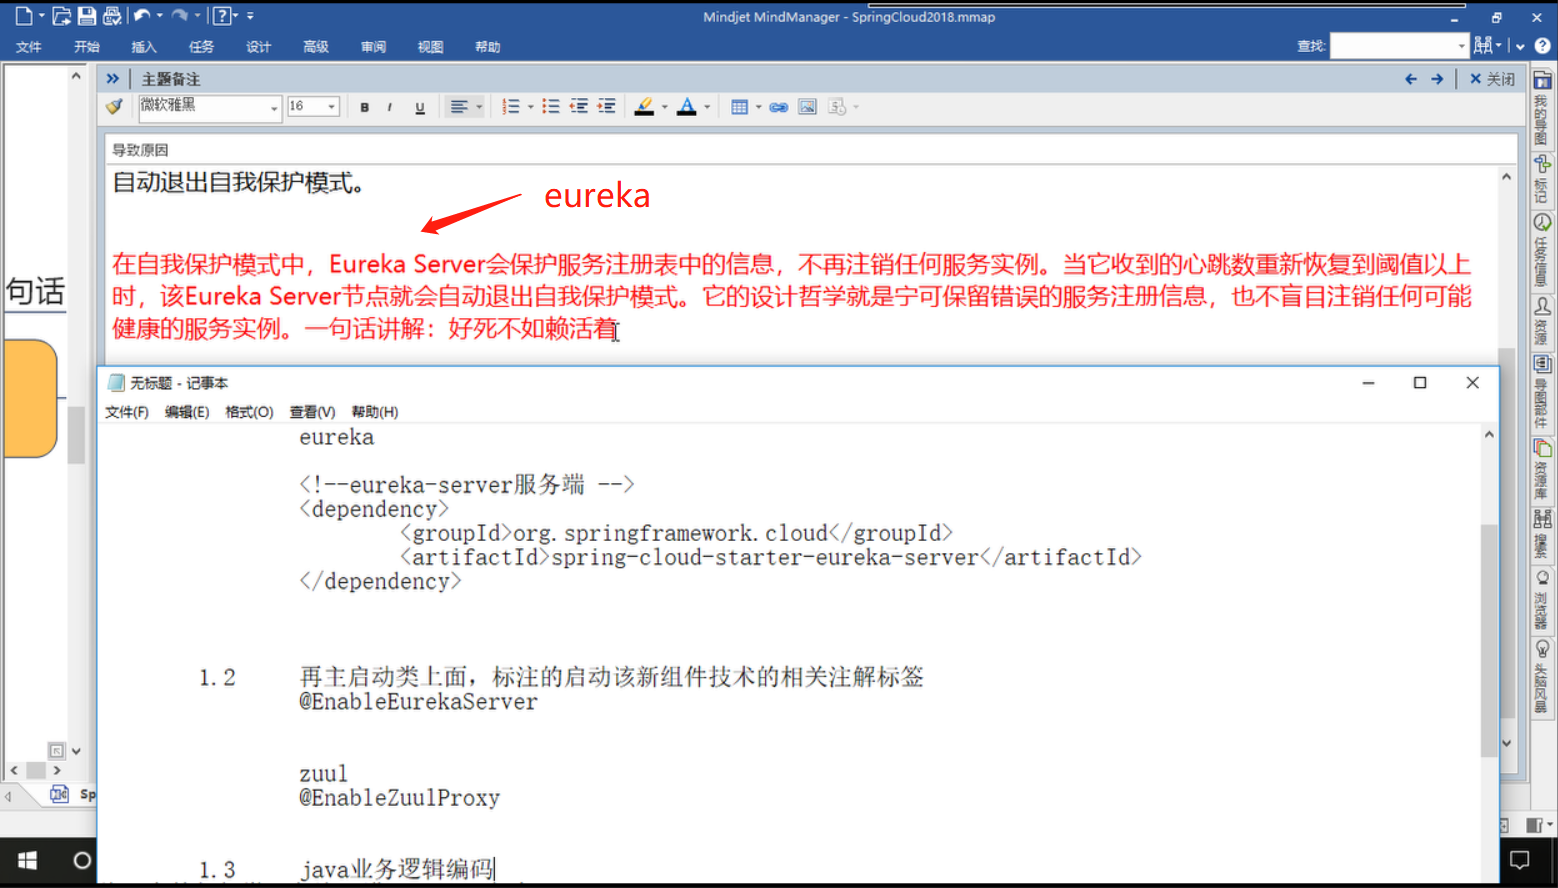 Mindjet MindManager - SpringCloud2018.mmap
文件 开始 插入 任务 设计 高级 审阅 视图 帮助
查找:
主题备注
关闭
微软雅黑 16 B I U
导致原因
自动退出自我保护模式。
eureka
在自我保护模式中，Eureka Server会保护服务注册表中的信息，不再注销任何服务实例。当它收到的心跳数重新恢复到阈值以上
时，该Eureka Server节点就会自动退出自我保护模式。它的设计哲学就是宁可保留错误的服务注册信息，也不盲目注销任何可能
健康的服务实例。一句话讲解：好死不如赖活着
句话
无标题 - 记事本
文件(F) 编辑(E) 格式(O) 查看(V) 帮助(H)
eureka
<!--eureka-server服务端 -->
<dependency>
<groupId>org.springframework.cloud</groupId>
<artifactId>spring-cloud-starter-eureka-server</artifactId>
</dependency>
1.2 再主启动类上面，标注的启动该新组件技术的相关注解标签
@EnableEurekaServer
zuul
@EnableZuulProxy
1.3 java业务逻辑编码
Sp
我的导图
标记
任务信息
资源
导图部件
资源库
搜索
浏览器
头脑风暴